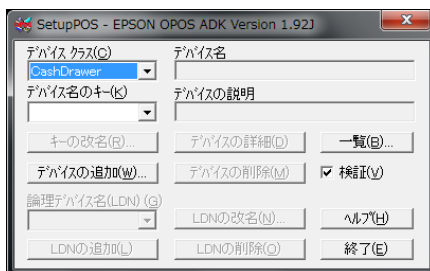 SetupPOS - EPSON OPOS ADK Version 1.92J
ﾃﾞﾊﾞｲｽ ｸﾗｽ(C)
ﾃﾞﾊﾞｲｽ名
CashDrawer
ﾃﾞﾊﾞｲｽ名のｷｰ(K)
ﾃﾞﾊﾞｲｽの説明
ｷｰの改名(R)...
ﾃﾞﾊﾞｲｽの詳細(D)
一覧(B)...
ﾃﾞﾊﾞｲｽの追加(W)...
ﾃﾞﾊﾞｲｽの削除(M)
検証(V)
論理ﾃﾞﾊﾞｲｽ名(LDN) (G)
LDNの改名(N)...
ﾍﾙﾌﾟ(H)
LDNの追加(L)
LDNの削除(O)
終了(E)